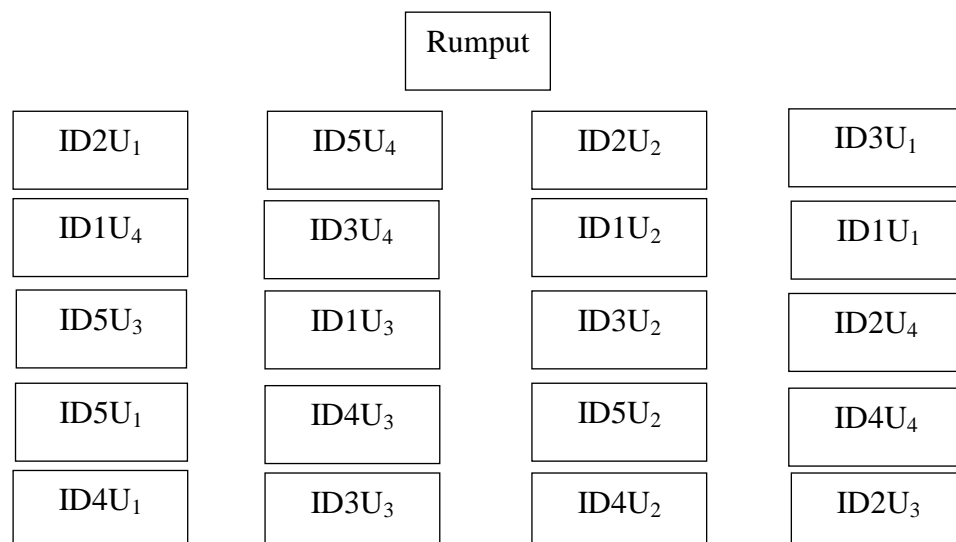 Rumput
ID2U₁ ID5U₄ ID2U₂ ID3U₁
ID1U₄ ID3U₄ ID1U₂ ID1U₁
ID5U₃ ID1U₃ ID3U₂ ID2U₄
ID5U₁ ID4U₃ ID5U₂ ID4U₄
ID4U₁ ID3U₃ ID4U₂ ID2U₃